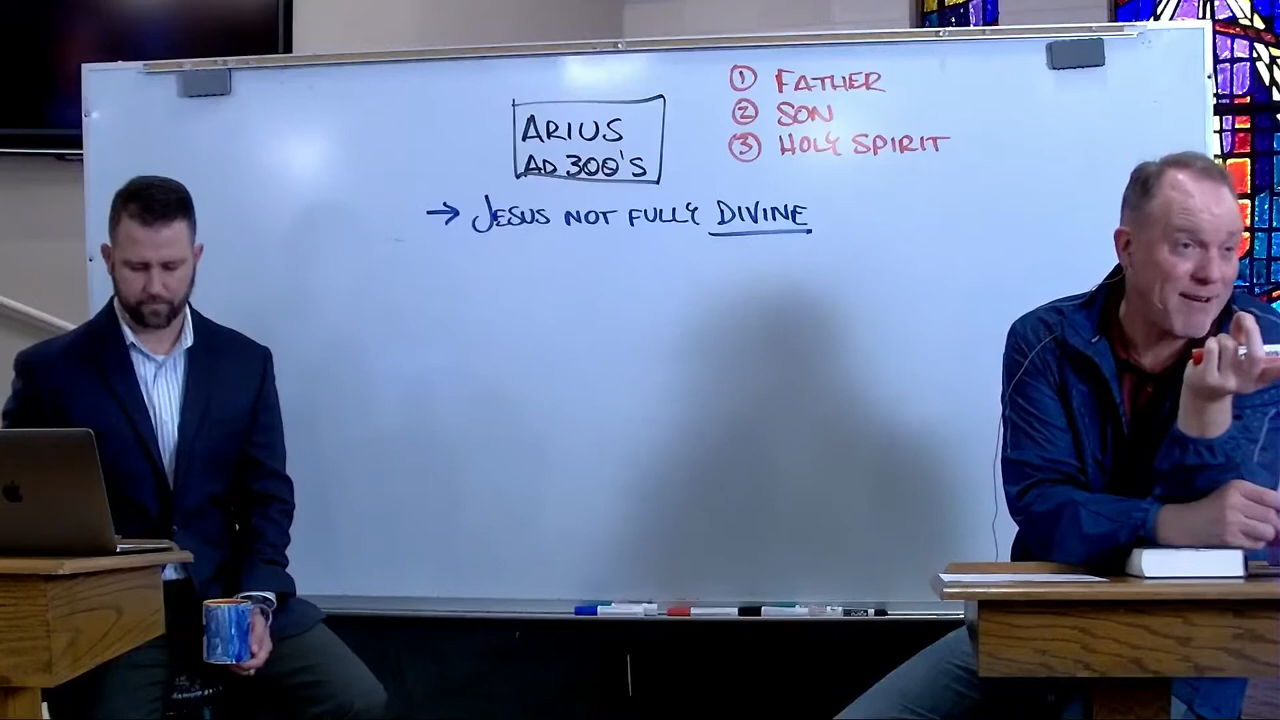 ARIUS
AD 300'S
→ JESUS NOT FULLY DIVINE
① FATHER
② SON
③ HOLY SPIRIT